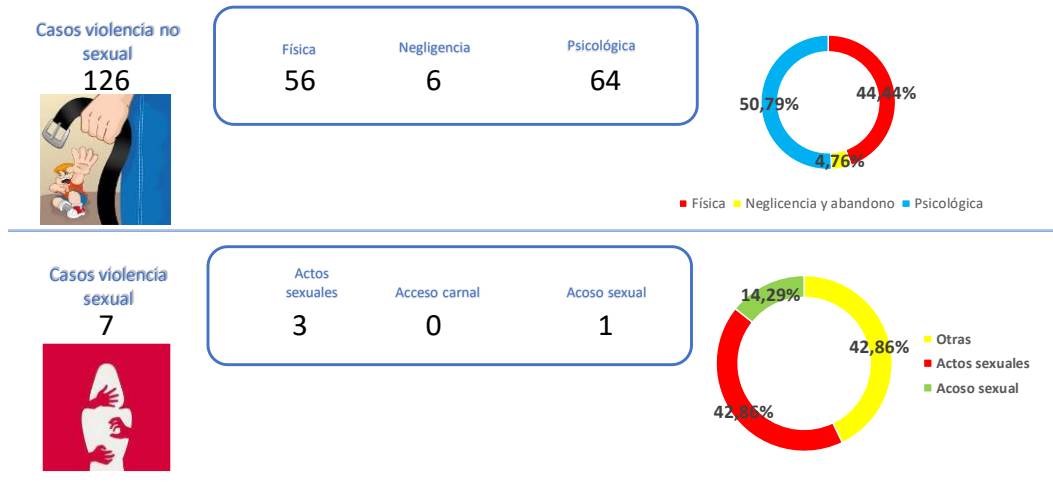 Casos violencia no
sexual
126
Física
Negligencia
Psicológica
56
6
64
50,79%
44,44%
4,76%
Física
Neglicencia y abandono
Psicológica
Casos violencia
sexual
7
Actos
sexuales
Acceso carnal
Acoso sexual
3
0
1
14,29%
42,86%
42,86%
Otras
Actos sexuales
Acoso sexual